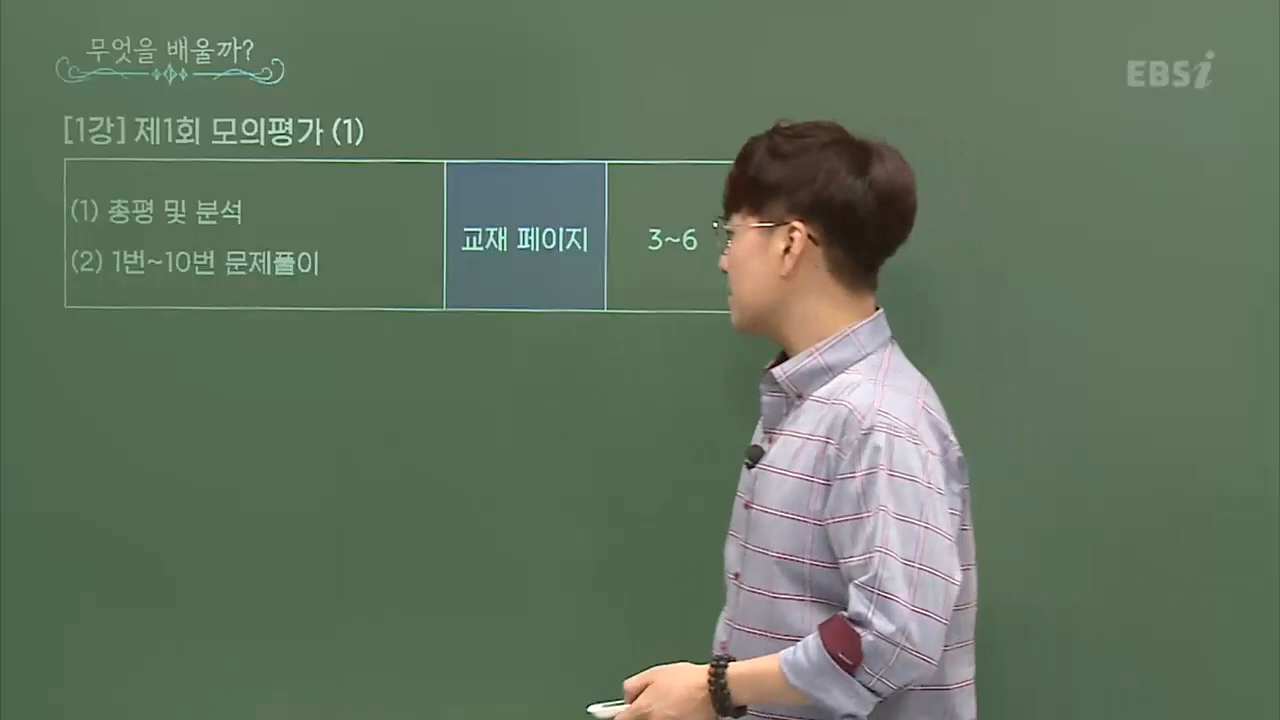 무엇을 배울까?
EBSi
[1강] 제1회 모의평가 (1)
(1) 총평 및 분석
(2) 1번~10번 문제풀이
교재 페이지
3~6